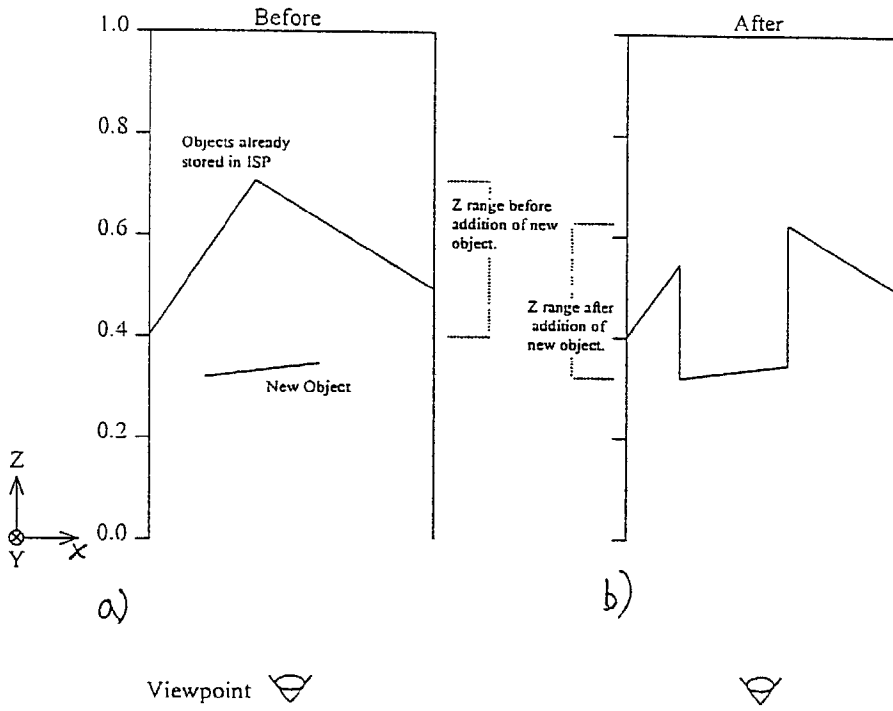 Before
After
1.0
0.8
Objects already
stored in ISP
0.6
Z range before
addition of new
object.
Z range after
addition of
new object.
0.4
New Object
0.2
0.0
Z
Y
X
a)
b)
Viewpoint